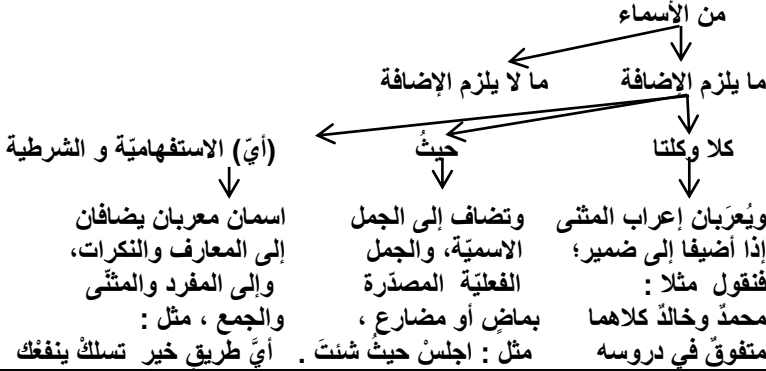 من الأسماء
ما يلزم الإضافة ما لا يلزم الإضافة
كلا وكلتا حيثُ (أيّ) الاستفهاميّة و الشرطية
ويُعرَبان إعراب المثنى وتضاف إلى الجمل اسمان معربان يضافان
إذا أضيفا إلى ضمير؛ الاسميّة، والجمل إلى المعارف والنكرات،
فنقول مثلا : الفعليّة المصدّرة وإلى المفرد والمثنّى
محمدٌ وخالدٌ كلاهما بماضٍ أو مضارع ، والجمع ، مثل :
متفوقٌ في دروسه مثل : اجلسْ حيثُ شئتَ . أيَّ طريقِ خير تسلكْ ينفعْك